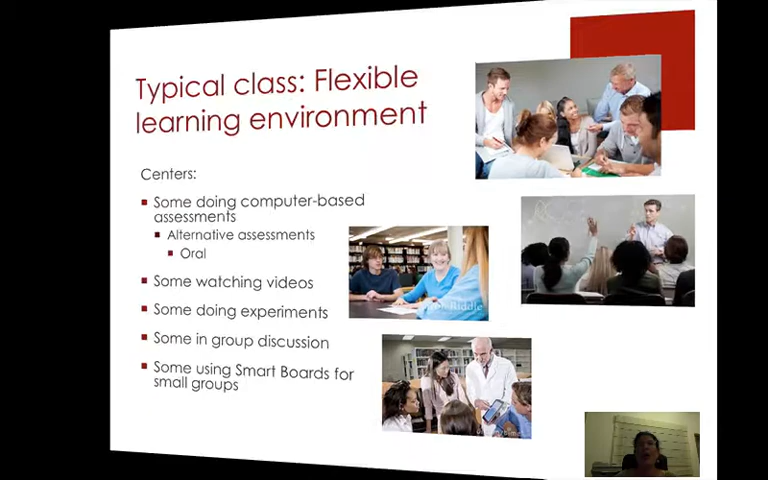 Typical class: Flexible
learning environment
Centers:
Some doing computer-based
assessments
Alternative assessments
Oral
Some watching videos
Some doing experiments
Some in group discussion
Some using Smart Boards for
small groups